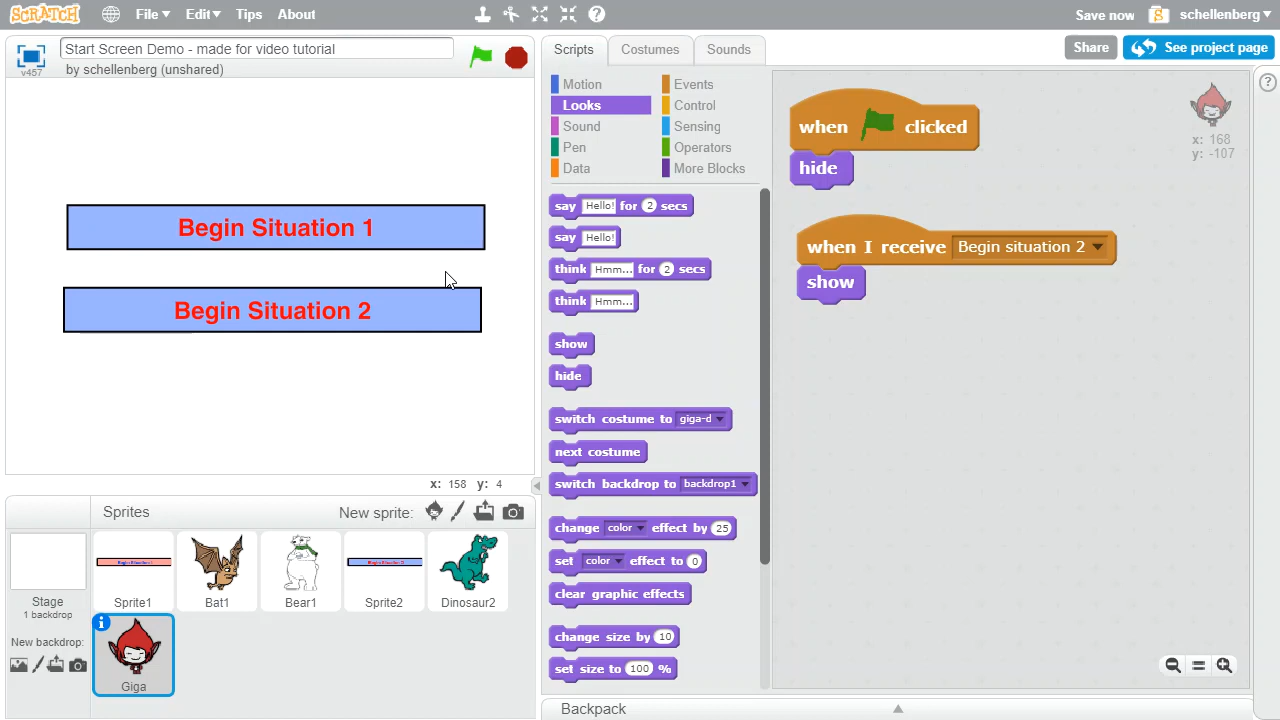 SCRATCH File Edit Tips About Save now schellenberg
v457 Start Screen Demo - made for video tutorial
by schellenberg (unshared)
Scripts Costumes Sounds Share See project page
Motion Events
Looks Control
Sound Sensing
Pen Operators
Data More Blocks
say Hello! for 2 secs
say Hello!
think Hmm... for 2 secs
think Hmm...
show
hide
switch costume to giga-d
next costume
switch backdrop to backdrop1
change color effect by 25
set color effect to 0
clear graphic effects
change size by 10
set size to 100 %
when clicked
hide
when I receive Begin situation 2
show
x: 168
y: -107
Begin Situation 1
Begin Situation 2
x: 158 y: 4
Sprites New sprite:
Stage
1 backdrop
New backdrop:
Begin Situation 1
Sprite1 Bat1 Bear1 Sprite2 Dinosaur2
Giga
Backpack